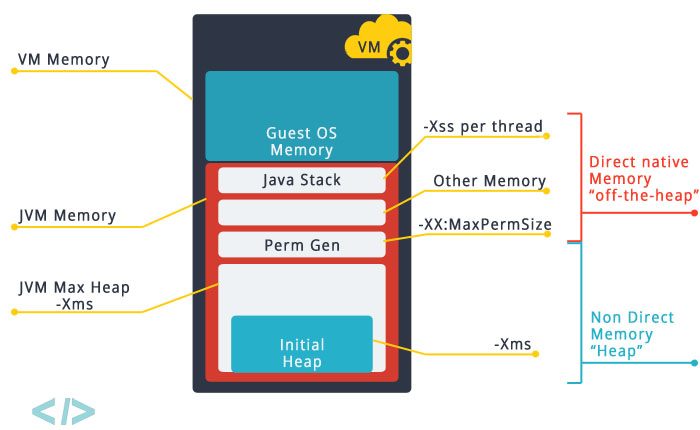 VM
VM Memory
Guest OS
Memory
-Xss per thread
Java Stack
Direct native
Memory
“off-the-heap”
Other Memory
JVM Memory
-XX:MaxPermSize
Perm Gen
JVM Max Heap
-Xms
Non Direct
Memory
“Heap”
Initial
Heap
-Xms
</>